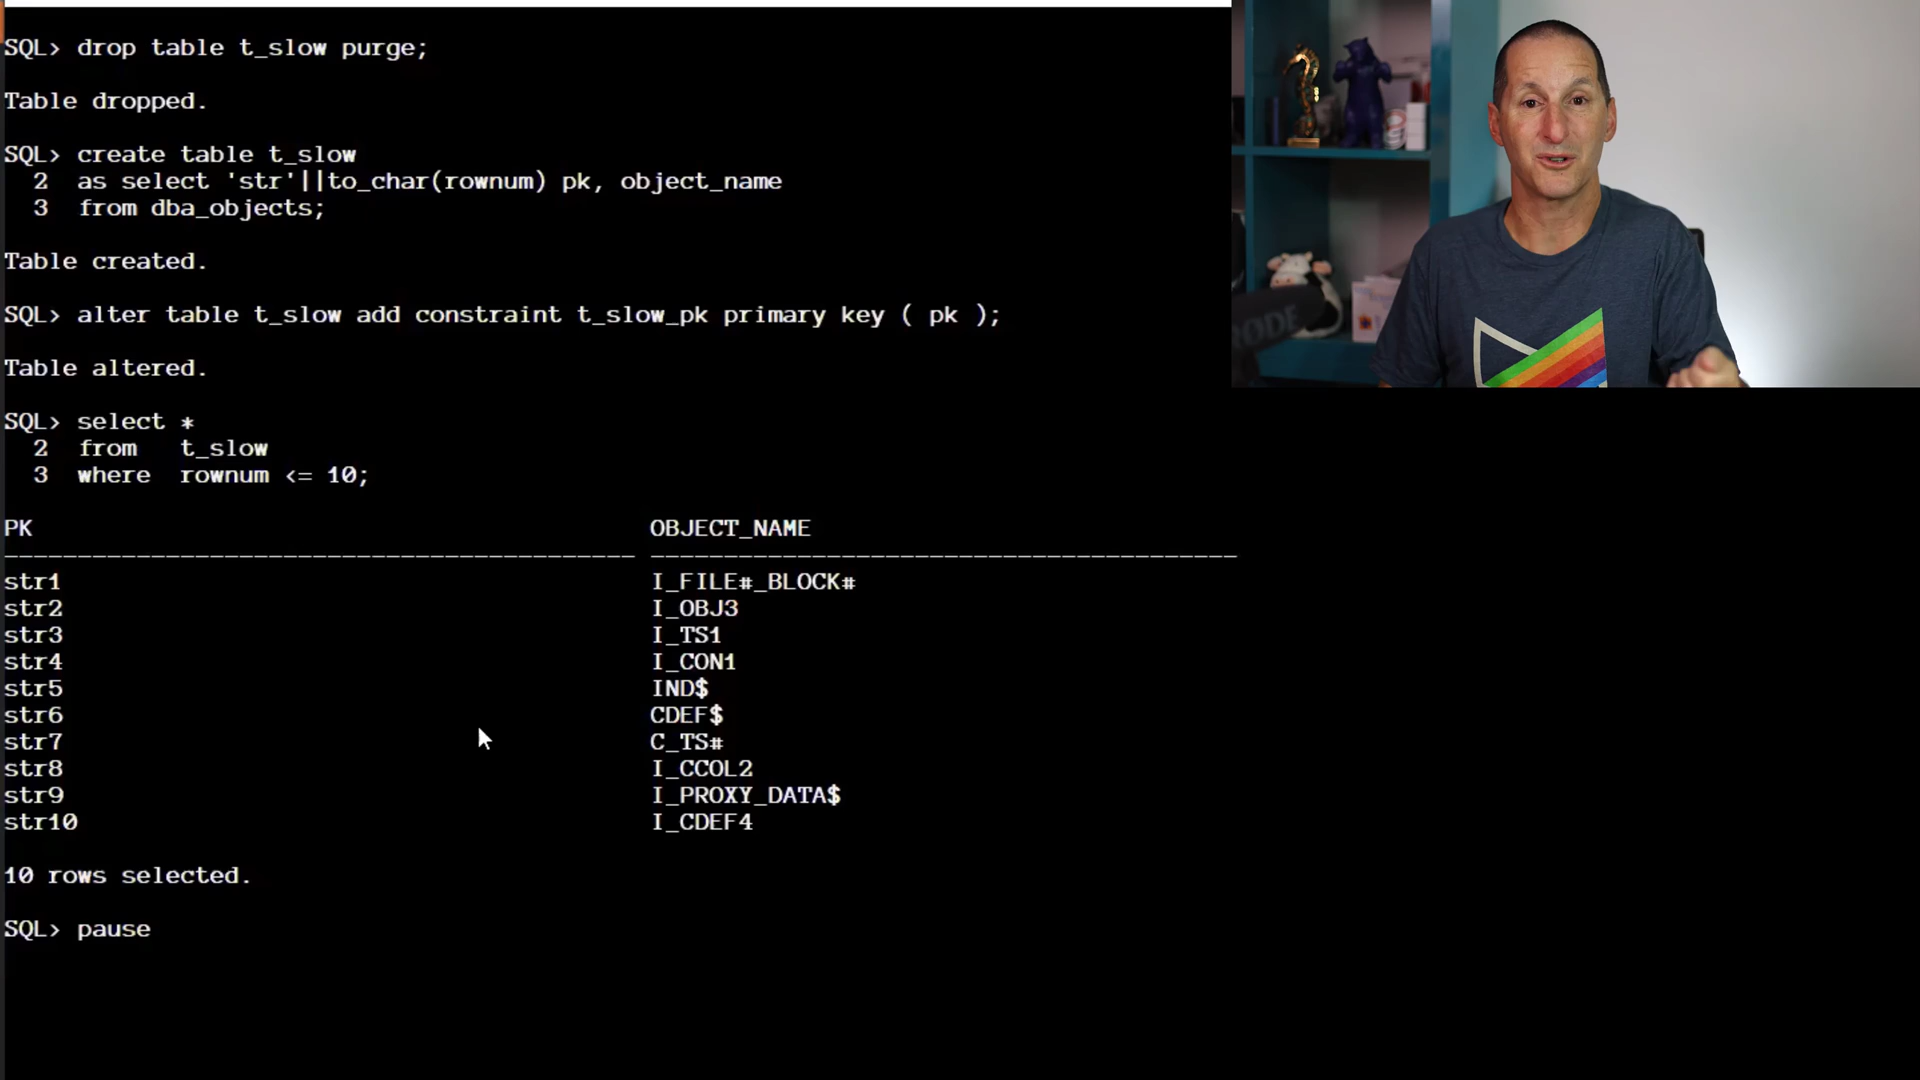 SQL> drop table t_slow purge;
Table dropped.
SQL> create table t_slow
  2  as select 'str'||to_char(rownum) pk, object_name
  3  from dba_objects;
Table created.
SQL> alter table t_slow add constraint t_slow_pk primary key ( pk );
Table altered.
SQL> select *
  2  from   t_slow
  3  where  rownum <= 10;
PK OBJECT_NAME
---------------------------------------- ----------------------------------------
str1 I_FILE#_BLOCK#
str2 I_OBJ3
str3 I_TS1
str4 I_CON1
str5 IND$
str6 CDEF$
str7 C_TS#
str8 I_CCOL2
str9 I_PROXY_DATA$
str10 I_CDEF4
10 rows selected.
SQL> pause
RODE